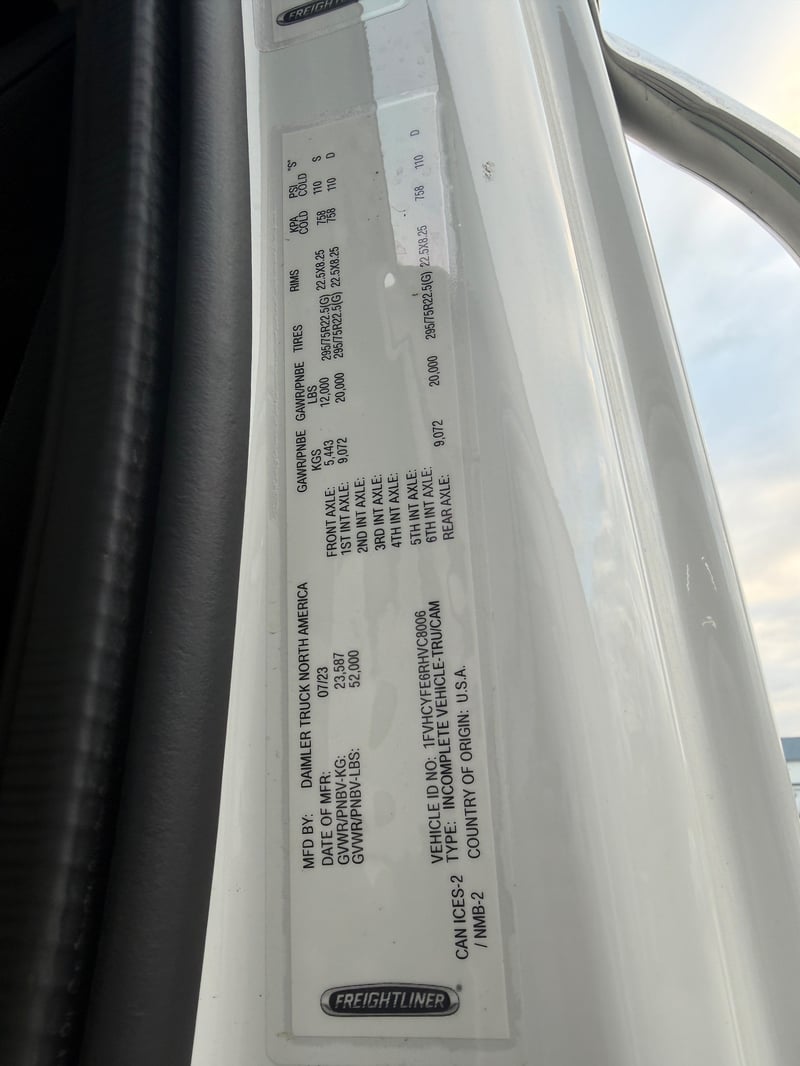 FREIGHTLINER
MFD BY: DAIMLER TRUCK NORTH AMERICA
DATE OF MFR: 07/23
GVWR/PNBV-KG: 23,587
GVWR/PNBV-LBS: 52,000
VEHICLE ID NO: 1FVHCYFE6RHVC8006
TYPE: INCOMPLETE VEHICLE-TRU/CAM
COUNTRY OF ORIGIN: U.S.A.
CAN ICES-2
/ NMB-2
GAWR/PNBE GAWR/PNBE TIRES RIMS KPA PSI "S"
KGS LBS COLD COLD
FRONT AXLE: 5,443 12,000 295/75R22.5(G) 22.5X8.25 758 110 S
1ST INT AXLE: 9,072 20,000 295/75R22.5(G) 22.5X8.25 758 110 D
2ND INT AXLE:
3RD INT AXLE:
4TH INT AXLE:
5TH INT AXLE:
6TH INT AXLE:
REAR AXLE: 9,072 20,000 295/75R22.5(G) 22.5X8.25 758 110 D